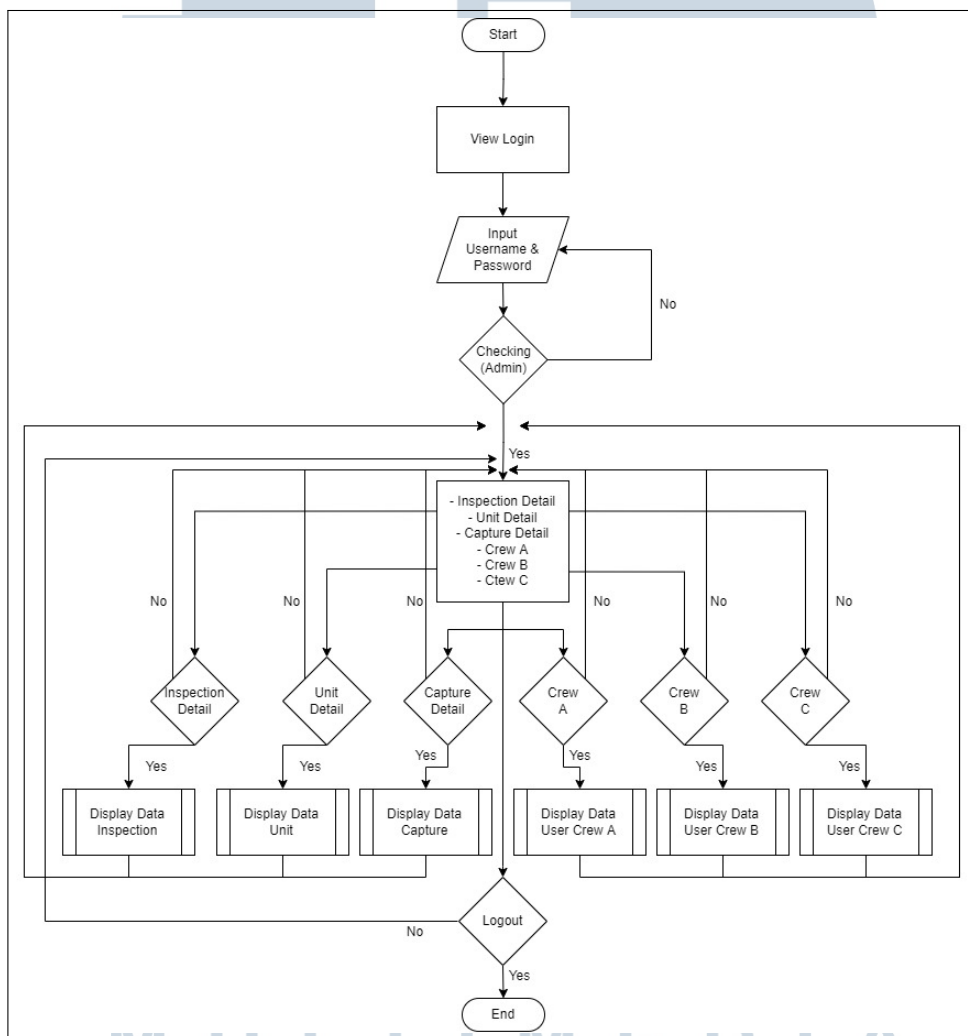 Start
View Login
Input
Username &
Password
No
Checking
(Admin)
Yes
- Inspection Detail
- Unit Detail
- Capture Detail
- Crew A
- Crew B
- Ctew C
No
No
No
No
No
No
Inspection
Detail
Unit
Detail
Capture
Detail
Crew
A
Crew
B
Crew
C
Yes
Yes
Yes
Yes
Yes
Yes
Display Data
Inspection
Display Data
Unit
Display Data
Capture
Display Data
User Crew A
Display Data
User Crew B
Display Data
User Crew C
Logout
No
Yes
End